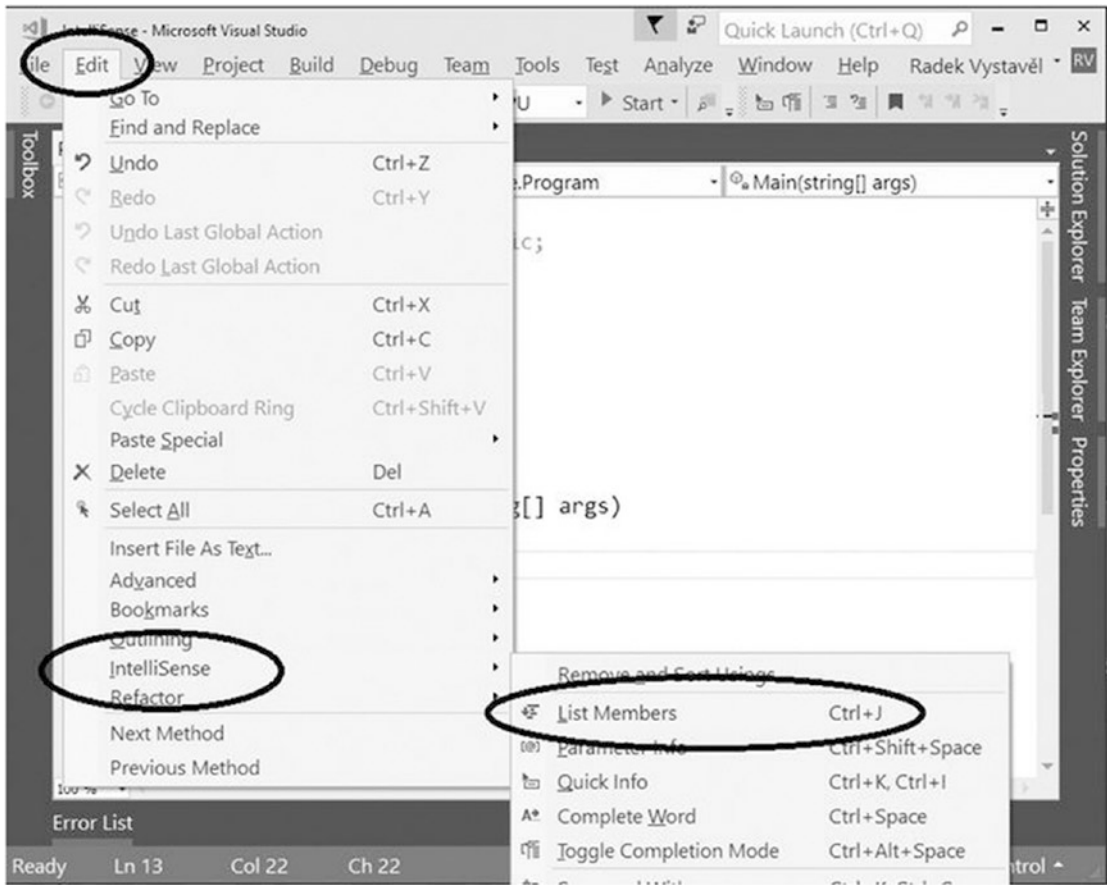 IntelliSense - Microsoft Visual Studio
Quick Launch (Ctrl+Q)
File Edit View Project Build Debug Team Tools Test Analyze Window Help Radek Vystavěl RV
Start
Toolbox
Go To
Find and Replace
Undo Ctrl+Z
Redo Ctrl+Y
Undo Last Global Action
Redo Last Global Action
Cut Ctrl+X
Copy Ctrl+C
Paste Ctrl+V
Cycle Clipboard Ring Ctrl+Shift+V
Paste Special
Delete Del
Select All Ctrl+A
Insert File As Text...
Advanced
Bookmarks
Outlining
IntelliSense
Refactor
Next Method
Previous Method
.Program Main(string[] args)
ic;
g[] args)
Remove and Sort Usings
List Members Ctrl+J
Parameter Info Ctrl+Shift+Space
Quick Info Ctrl+K, Ctrl+I
Complete Word Ctrl+Space
Toggle Completion Mode Ctrl+Alt+Space
Solution Explorer
Team Explorer
Properties
100 %
Error List
Ready Ln 13 Col 22 Ch 22